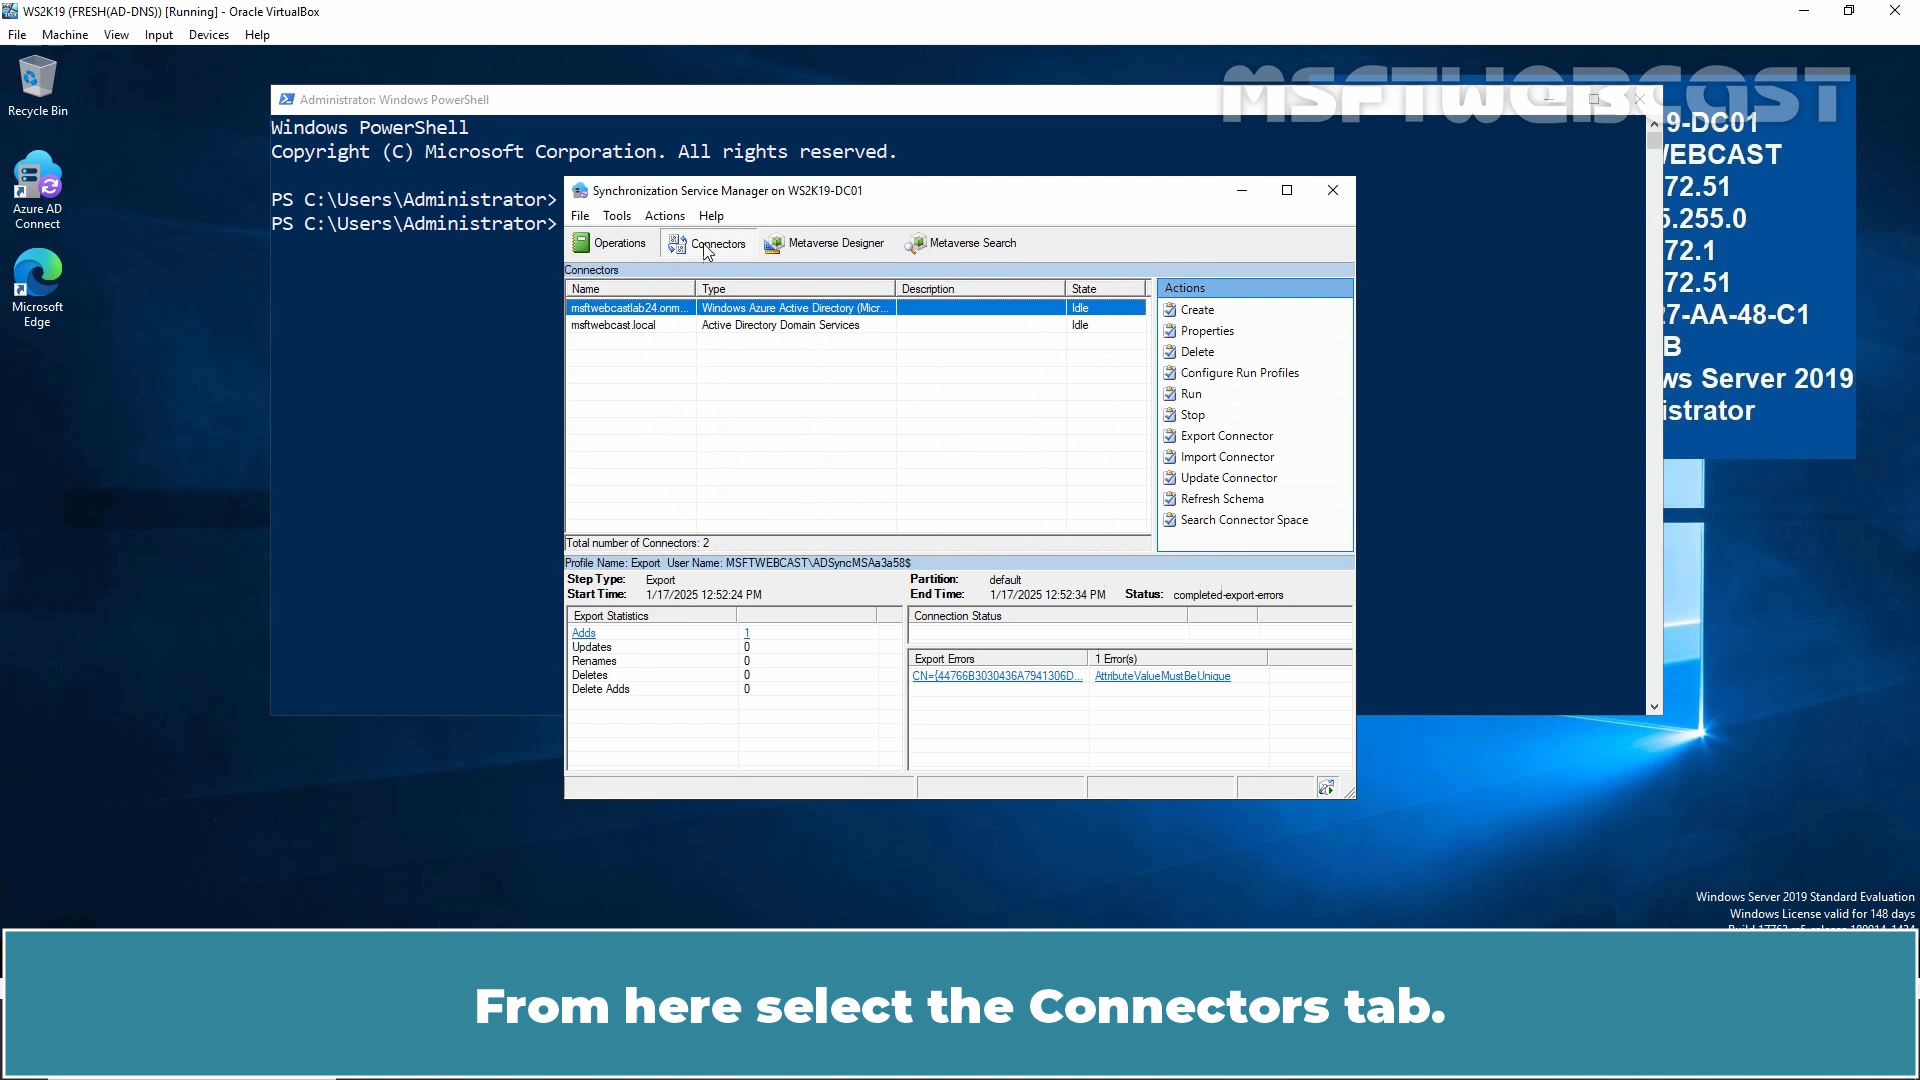 WS2K19 (FRESH(AD-DNS)) [Running] - Oracle VirtualBox
File Machine View Input Devices Help
MSFTWEBCAST
Recycle Bin
Azure AD
Connect
Microsoft
Edge
Administrator: Windows PowerShell
Windows PowerShell
Copyright (C) Microsoft Corporation. All rights reserved.
PS C:\Users\Administrator>
PS C:\Users\Administrator>
9-DC01
WEBCAST
72.51
5.255.0
72.1
72.51
27-AA-48-C1
B
ws Server 2019
istrator
Synchronization Service Manager on WS2K19-DC01
File Tools Actions Help
Operations Connectors Metaverse Designer Metaverse Search
Connectors
Name Type Description State
msftwebcastlab24.onm... Windows Azure Active Directory (Micr... Idle
msftwebcast.local Active Directory Domain Services Idle
Total number of Connectors: 2
Actions
Create
Properties
Delete
Configure Run Profiles
Run
Stop
Export Connector
Import Connector
Update Connector
Refresh Schema
Search Connector Space
Profile Name: Export User Name: MSFTWEBCAST\ADSyncMSAa3a58$
Step Type: Export
Start Time: 1/17/2025 12:52:24 PM
Partition: default
End Time: 1/17/2025 12:52:34 PM Status: completed-export-errors
Export Statistics
Adds 1
Updates 0
Renames 0
Deletes 0
Delete Adds 0
Connection Status
Export Errors 1 Error(s)
CN={44766B3030436A7941306D... AttributeValueMustBeUnique
Windows Server 2019 Standard Evaluation
Windows License valid for 148 days
From here select the Connectors tab.